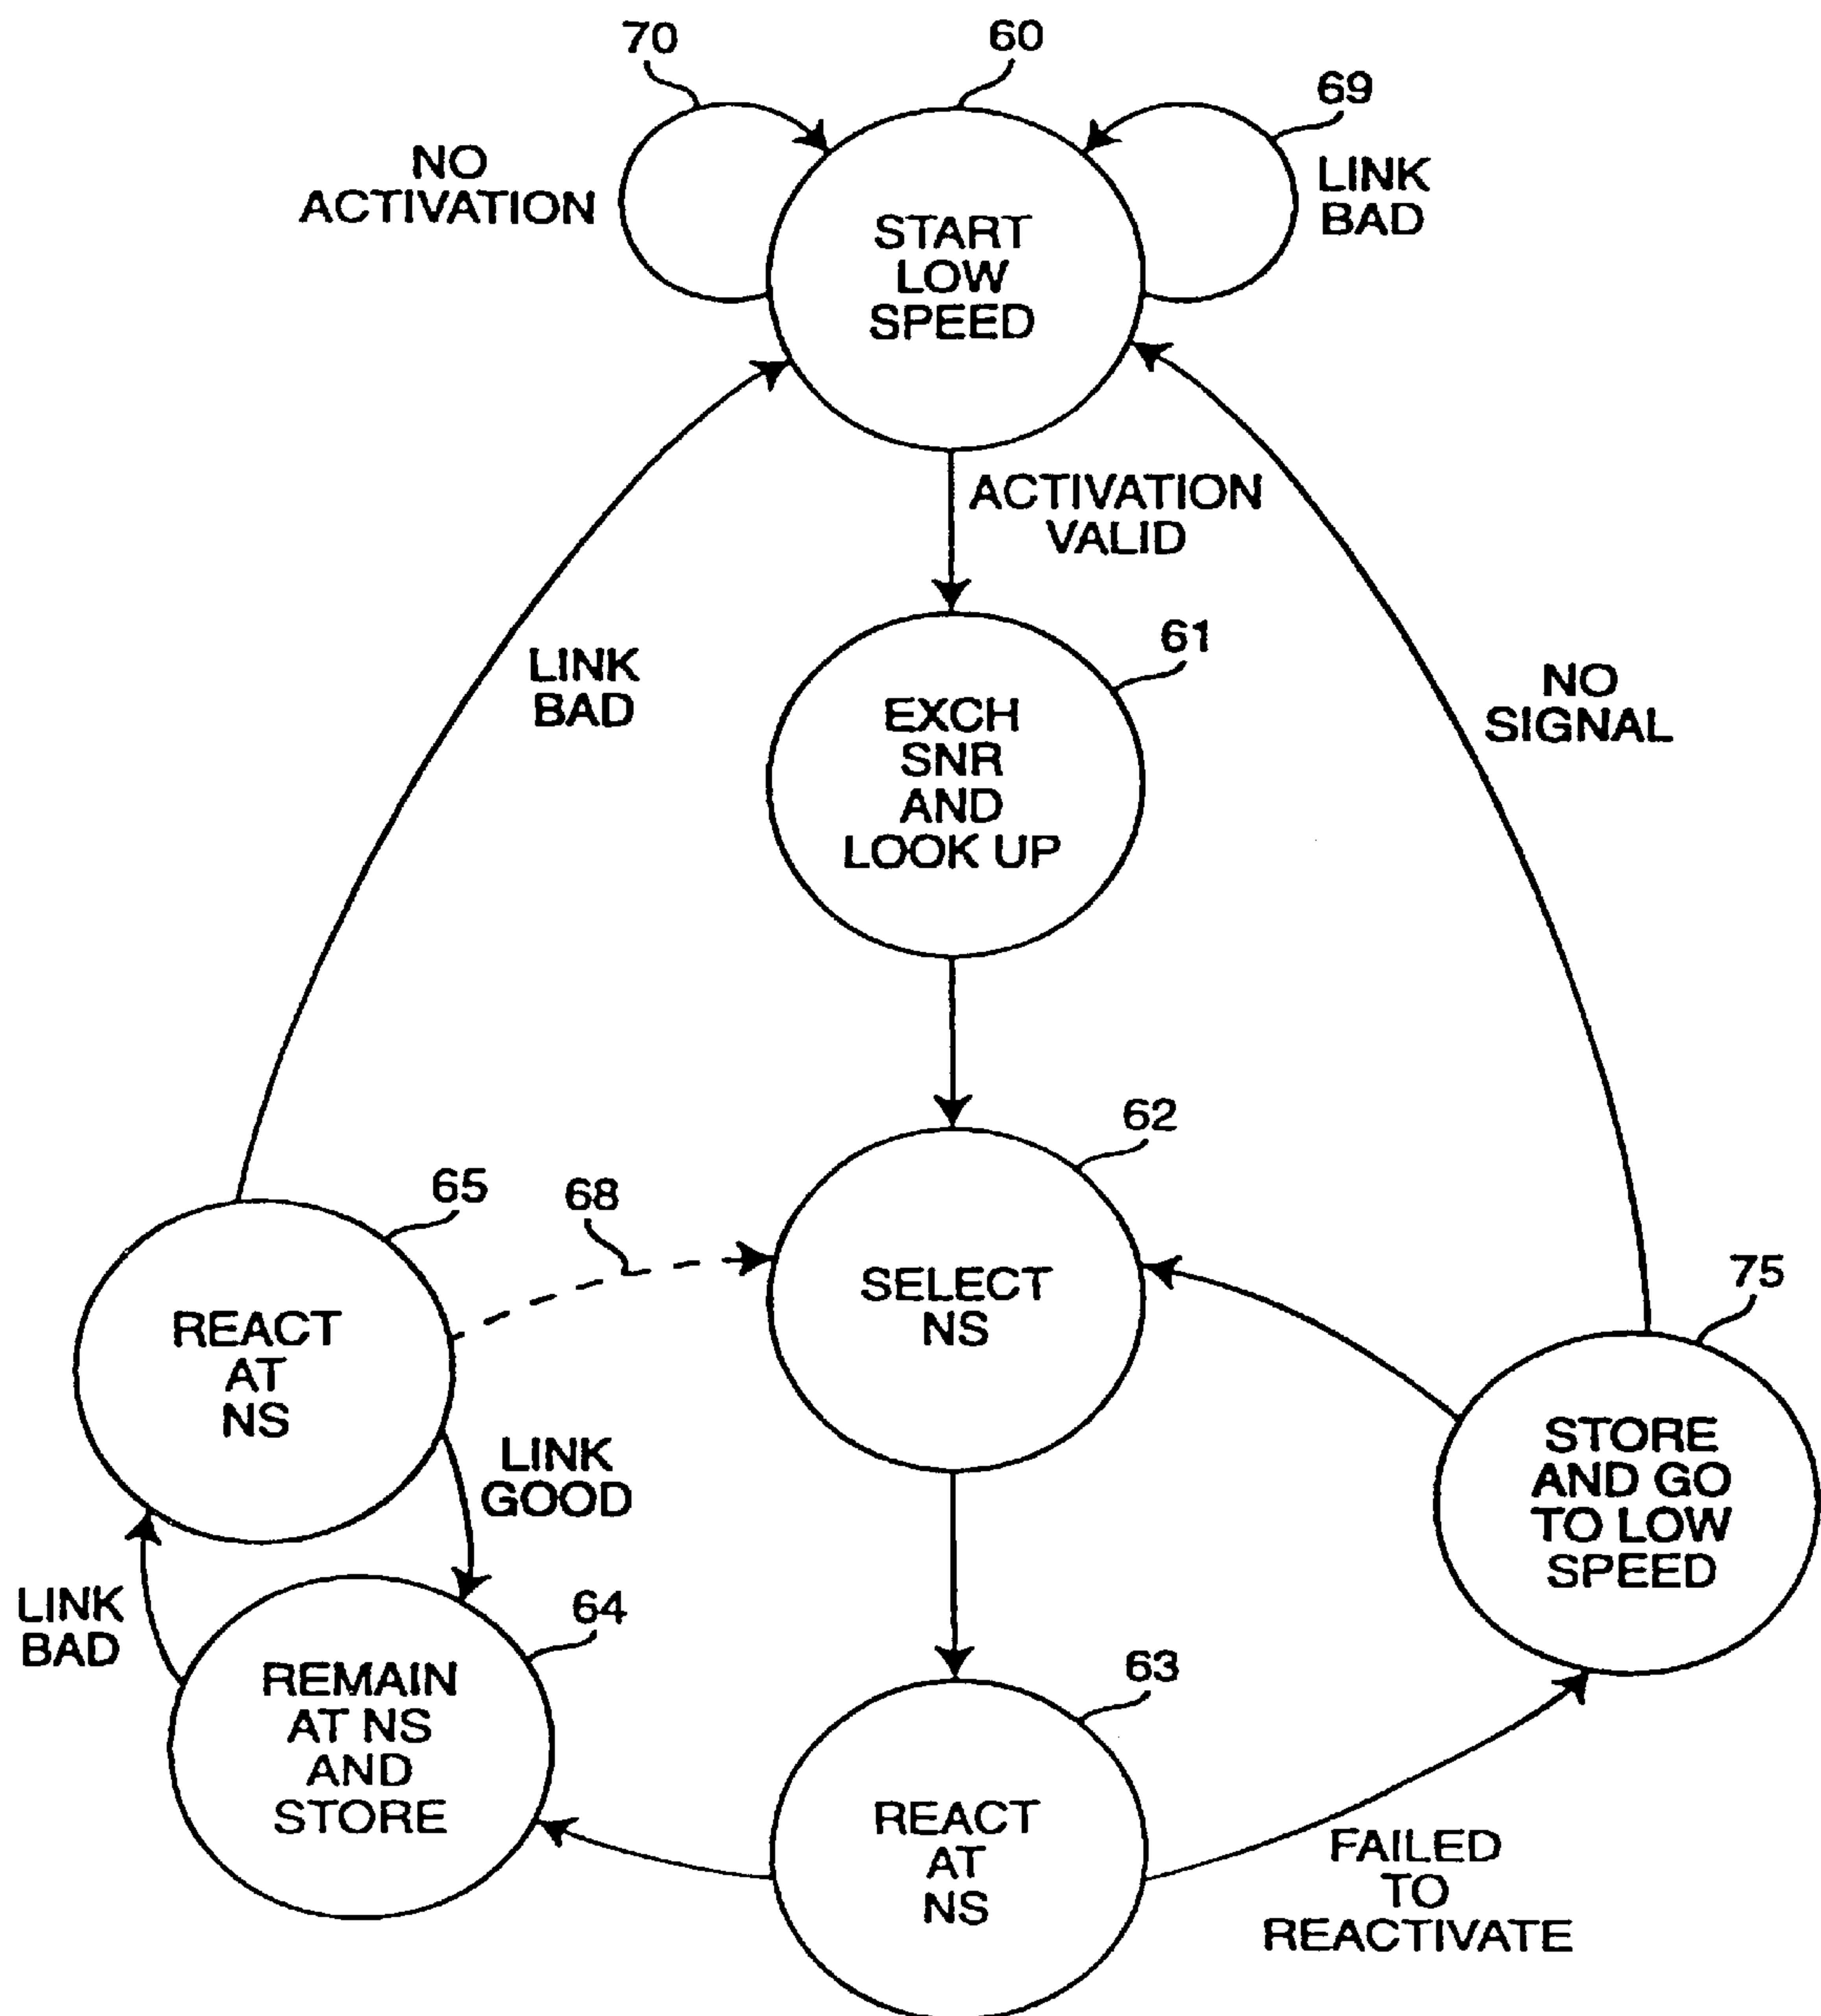 70
60
69
NO
ACTIVATION
LINK
BAD
START
LOW
SPEED
ACTIVATION
VALID
61
LINK
BAD
NO
SIGNAL
EXCH
SNR
AND
LOOK UP
62
65
68
75
SELECT
NS
REACT
AT
NS
LINK
GOOD
STORE
AND GO
TO LOW
SPEED
LINK
BAD
64
63
REMAIN
AT NS
AND
STORE
REACT
AT
NS
FAILED
TO
REACTIVATE